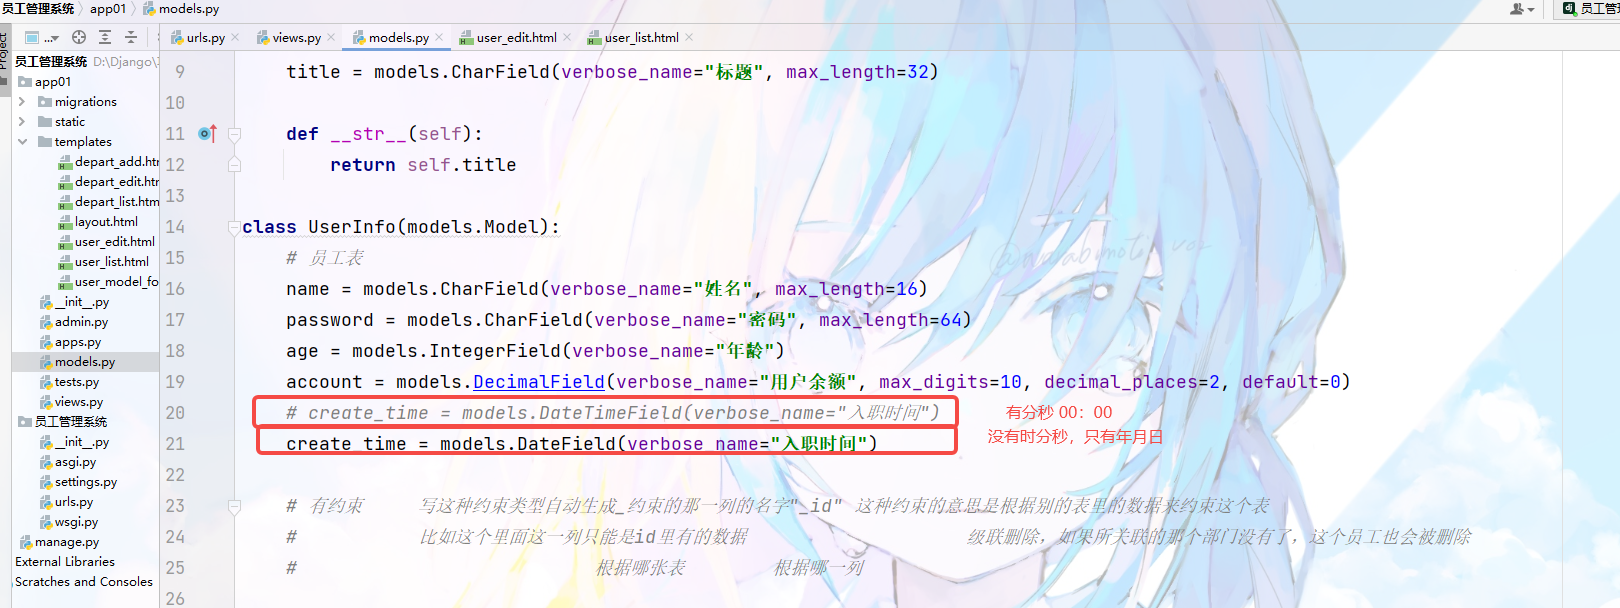 员工管理系统 app01 models.py
员工管
Project
urls.py views.py models.py user_edit.html user_list.html
员工管理系统 D:\Django\
app01
migrations
static
templates
depart_add.htm
depart_edit.htm
depart_list.htm
layout.html
user_edit.html
user_list.html
user_model_fo
__init__.py
admin.py
apps.py
models.py
tests.py
views.py
员工管理系统
__init__.py
asgi.py
settings.py
urls.py
wsgi.py
manage.py
External Libraries
Scratches and Consoles
9 title = models.CharField(verbose_name="标题", max_length=32)
10
11 def __str__(self):
12 return self.title
13
14 class UserInfo(models.Model):
15 # 员工表
16 name = models.CharField(verbose_name="姓名", max_length=16)
17 password = models.CharField(verbose_name="密码", max_length=64)
18 age = models.IntegerField(verbose_name="年龄")
19 account = models.DecimalField(verbose_name="用户余额", max_digits=10, decimal_places=2, default=0)
20 # create_time = models.DateTimeField(verbose_name="入职时间") 有分秒 00：00
21 create_time = models.DateField(verbose_name="入职时间") 没有时分秒，只有年月日
22
23 # 有约束 写这种约束类型自动生成_约束的那一列的名字"_id" 这种约束的意思是根据别的表里的数据来约束这个表
24 # 比如这个里面这一列只能是id里有的数据 级联删除，如果所关联的那个部门没有了，这个员工也会被删除
25 # 根据哪张表 根据哪一列
26